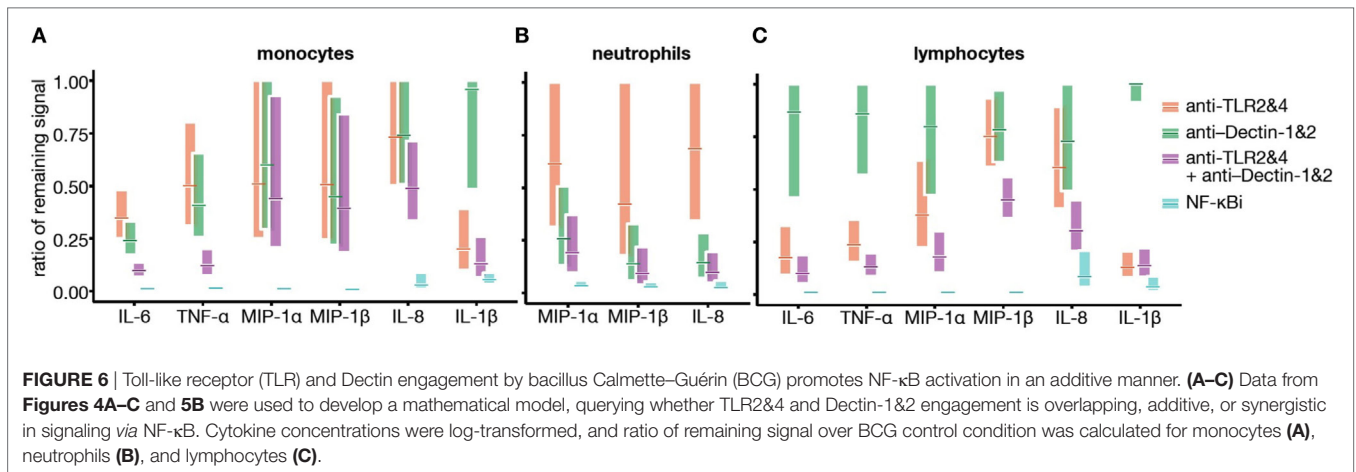 A
monocytes
B
neutrophils
C
lymphocytes
ratio of remaining signal
1.00
0.75
0.50
0.25
0.00
IL-6 TNF-α MIP-1α MIP-1β IL-8 IL-1β
MIP-1α MIP-1β IL-8
IL-6 TNF-α MIP-1α MIP-1β IL-8 IL-1β
anti-TLR2&4
anti–Dectin-1&2
anti-TLR2&4
+ anti–Dectin-1&2
NF-κBi
FIGURE 6 | Toll-like receptor (TLR) and Dectin engagement by bacillus Calmette–Guérin (BCG) promotes NF-κB activation in an additive manner. (A–C) Data from
Figures 4A–C and 5B were used to develop a mathematical model, querying whether TLR2&4 and Dectin-1&2 engagement is overlapping, additive, or synergistic
in signaling via NF-κB. Cytokine concentrations were log-transformed, and ratio of remaining signal over BCG control condition was calculated for monocytes (A),
neutrophils (B), and lymphocytes (C).